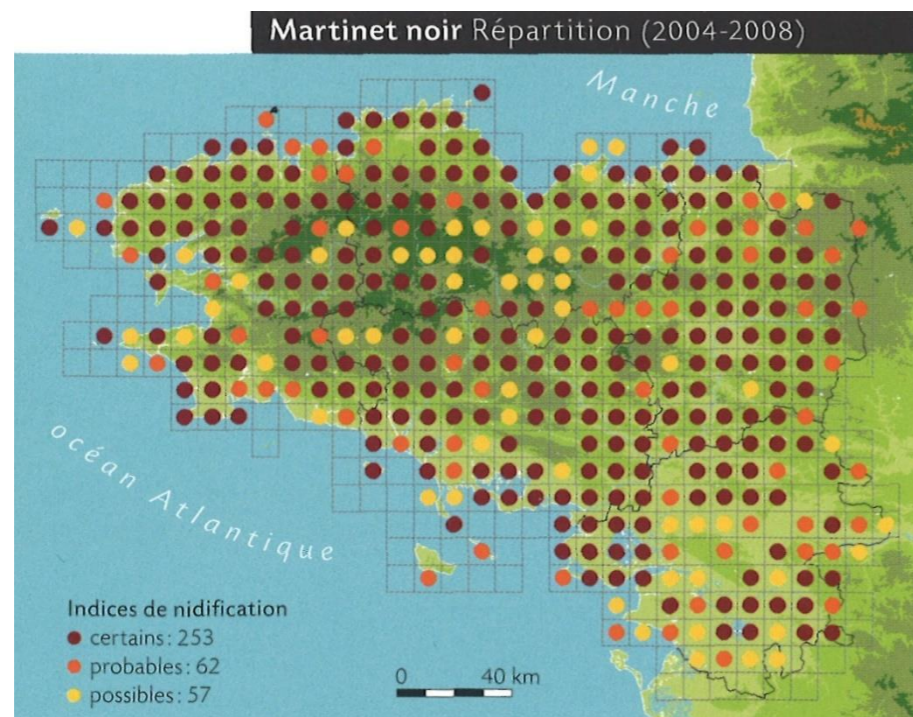 Martinet noir Répartition (2004-2008)
Manche
océan Atlantique
Indices de nidification
certains : 253
probables : 62
possibles : 57
0 40 km